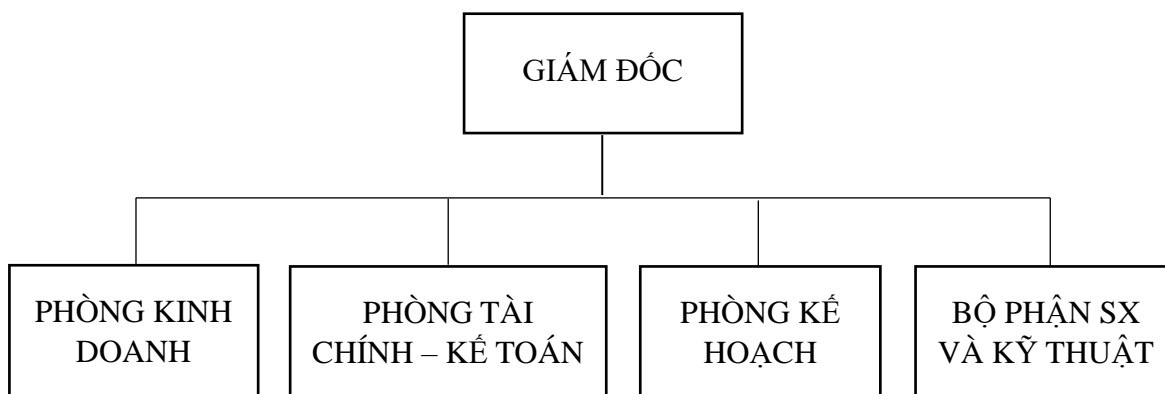 GIÁM ĐỐC
PHÒNG KINH
DOANH
PHÒNG TÀI
CHÍNH – KẾ TOÁN
PHÒNG KẾ
HOẠCH
BỘ PHẬN SX
VÀ KỸ THUẬT